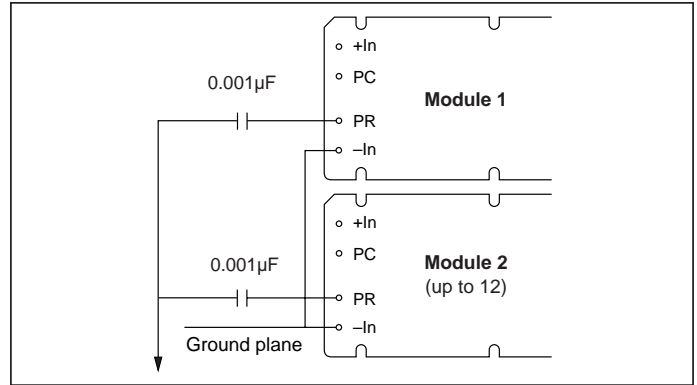 +In
0.001µF
PC
Module 1
PR
–In
+In
0.001µF
PC
Module 2
(up to 12)
PR
–In
Ground plane